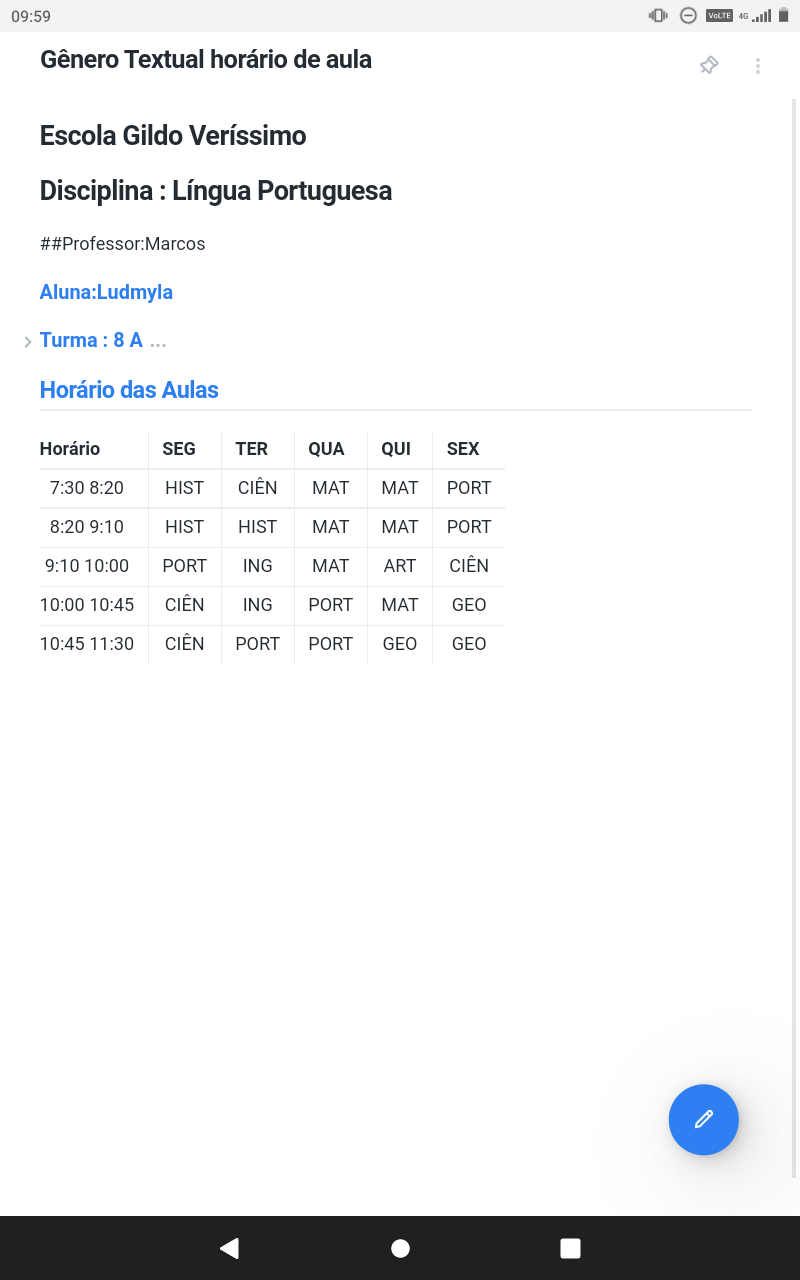 09:59
VoLTE 4G
Gênero Textual horário de aula
Escola Gildo Veríssimo
Disciplina : Língua Portuguesa
##Professor:Marcos
Aluna:Ludmyla
Turma : 8 A ...
Horário das Aulas
Horário SEG TER QUA QUI SEX
7:30 8:20 HIST CIÊN MAT MAT PORT
8:20 9:10 HIST HIST MAT MAT PORT
9:10 10:00 PORT ING MAT ART CIÊN
10:00 10:45 CIÊN ING PORT MAT GEO
10:45 11:30 CIÊN PORT PORT GEO GEO